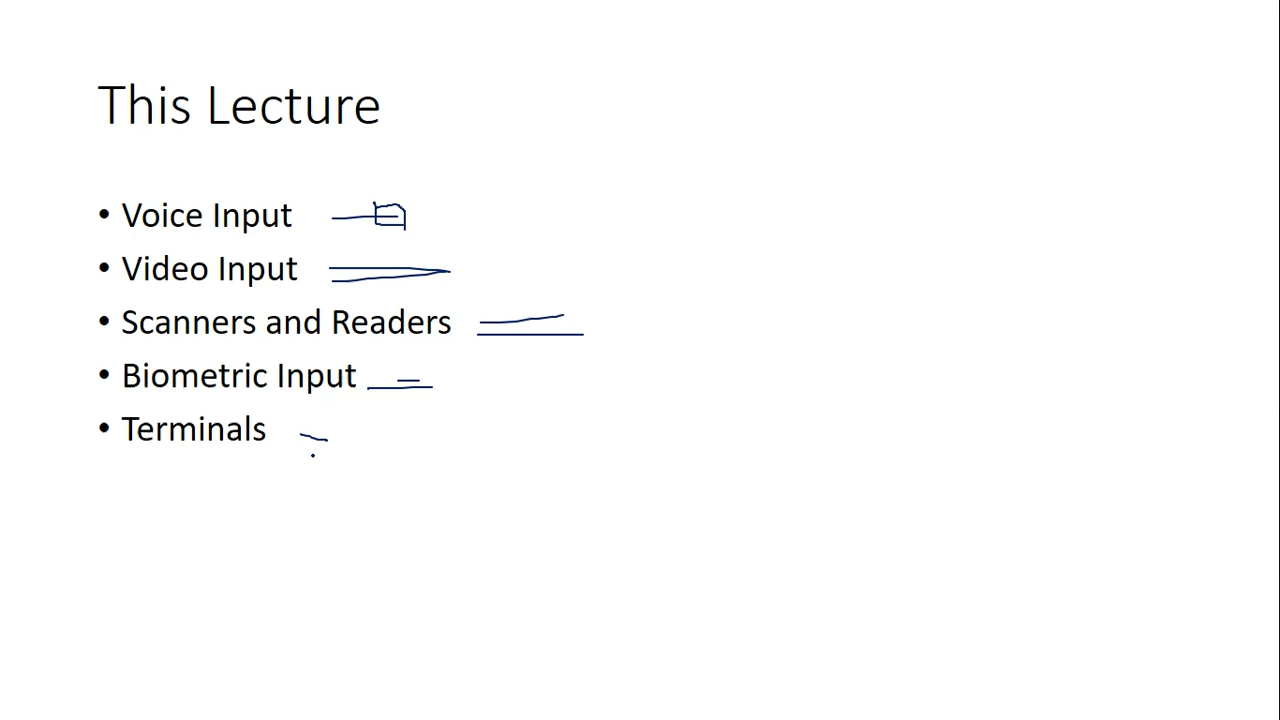 This Lecture
• Voice Input
• Video Input
• Scanners and Readers
• Biometric Input
• Terminals